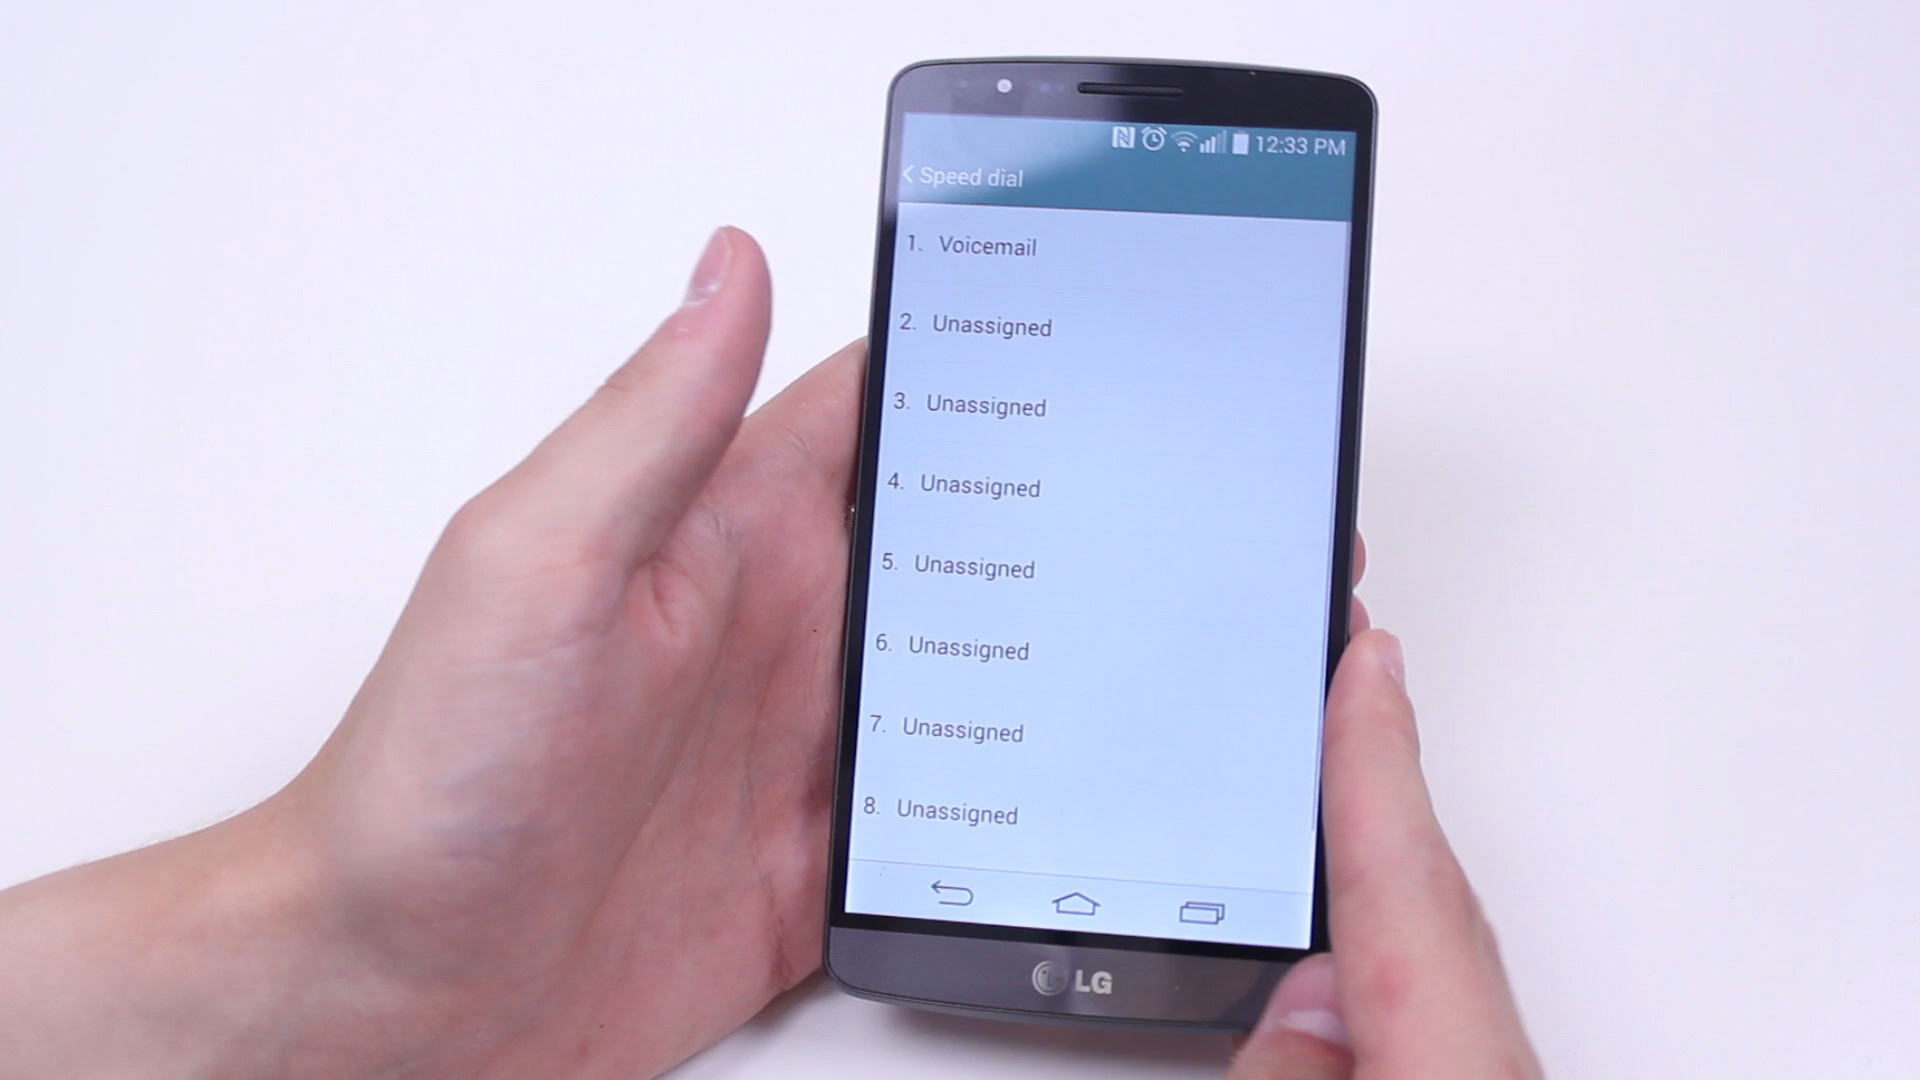 12:33 PM
< Speed dial
1. Voicemail
2. Unassigned
3. Unassigned
4. Unassigned
5. Unassigned
6. Unassigned
7. Unassigned
8. Unassigned
LG